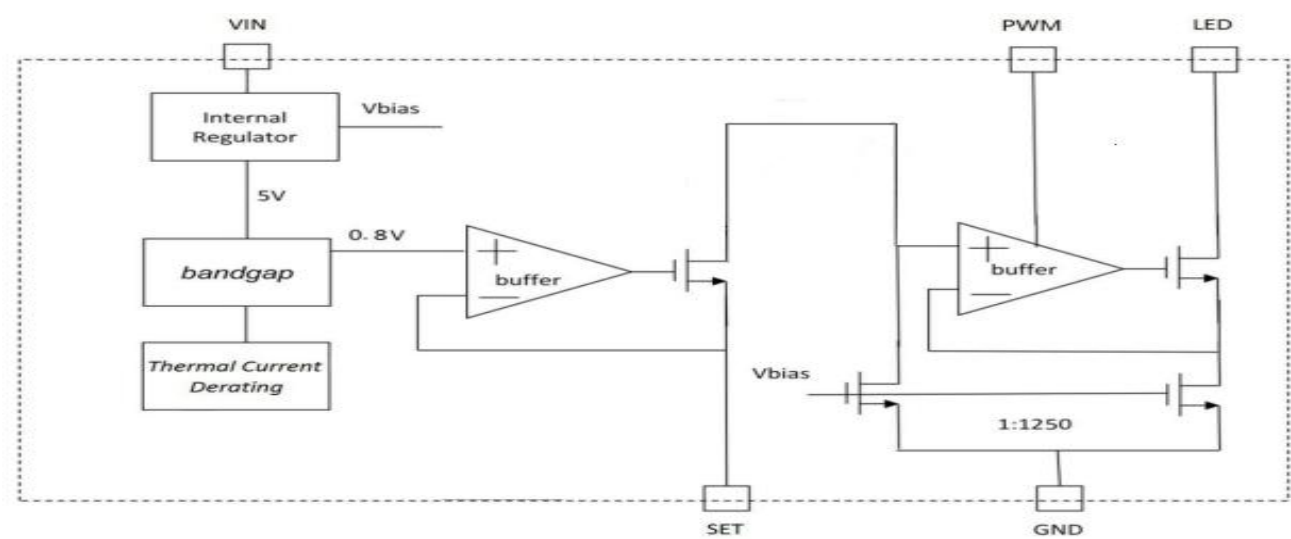 VIN
PWM
LED
Internal
Regulator
Vbias
5V
0.8V
bandgap
+
buffer
−
+
buffer
−
Thermal Current
Derating
Vbias
1:1250
SET
GND